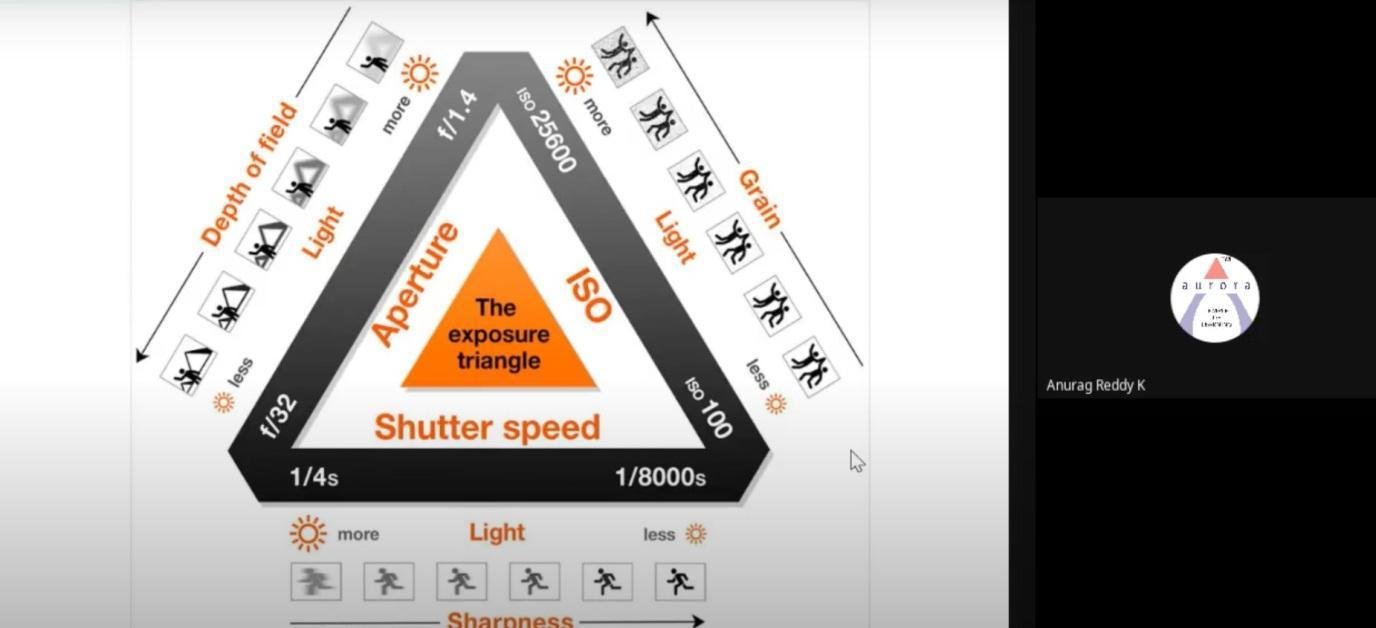 Depth of field
more
Light
less
f/1.4
Aperture
f/32
ISO 25600
ISO
ISO 100
more
Light
less
Grain
The
exposure
triangle
Shutter speed
1/4s
1/8000s
more
Light
less
Sharpness
aurora
Anurag Reddy K